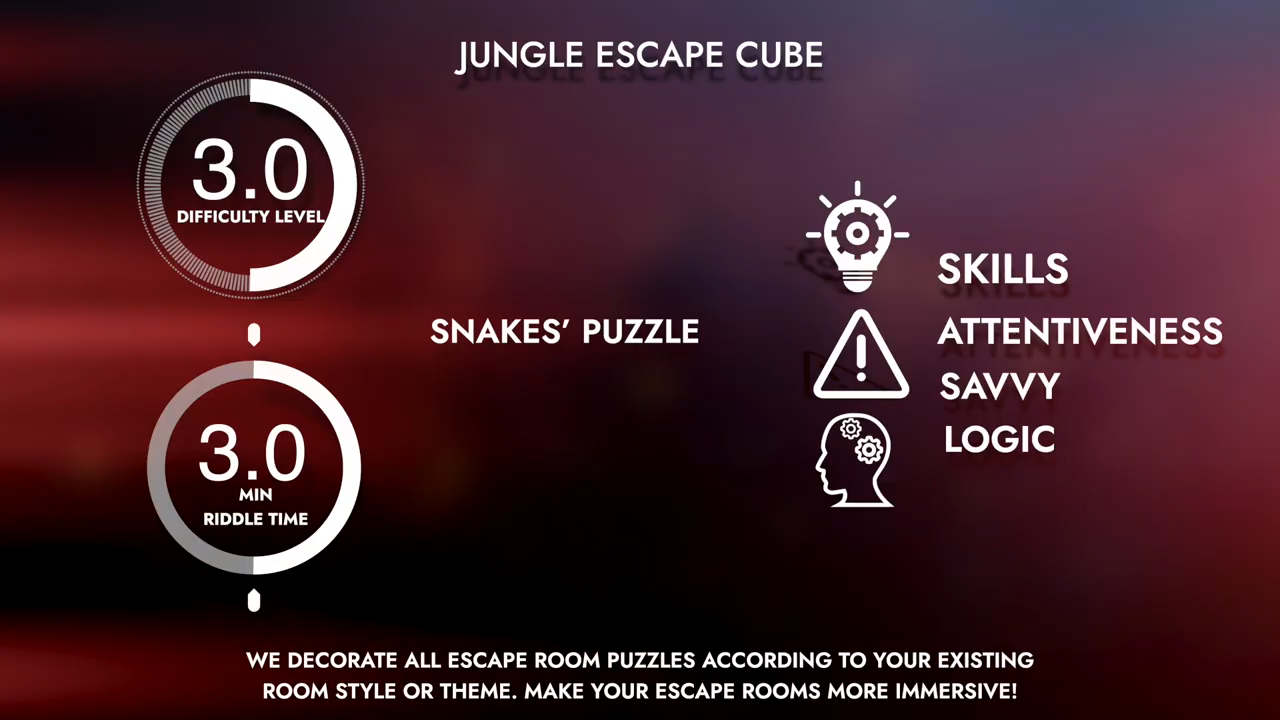 JUNGLE ESCAPE CUBE
3.0
DIFFICULTY LEVEL
3.0
MIN
RIDDLE TIME
SNAKES’ PUZZLE
SKILLS
ATTENTIVENESS
SAVVY
LOGIC
WE DECORATE ALL ESCAPE ROOM PUZZLES ACCORDING TO YOUR EXISTING
ROOM STYLE OR THEME. MAKE YOUR ESCAPE ROOMS MORE IMMERSIVE!